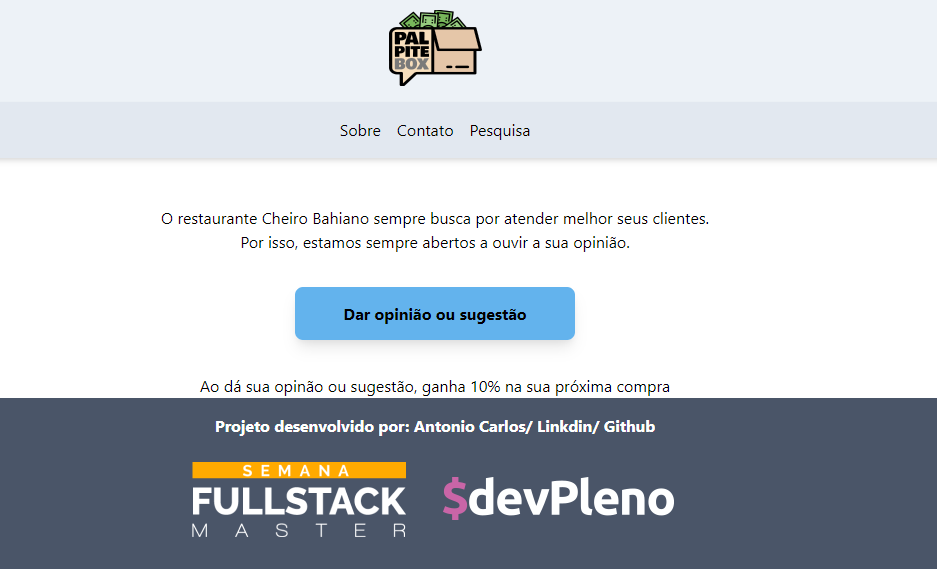 PAL
PITE
BOX
Sobre Contato Pesquisa
O restaurante Cheiro Bahiano sempre busca por atender melhor seus clientes.
Por isso, estamos sempre abertos a ouvir a sua opinião.
Dar opinião ou sugestão
Ao dá sua opinão ou sugestão, ganha 10% na sua próxima compra
Projeto desenvolvido por: Antonio Carlos/ Linkdin/ Github
SEMANA
FULLSTACK
MASTER
$devPleno